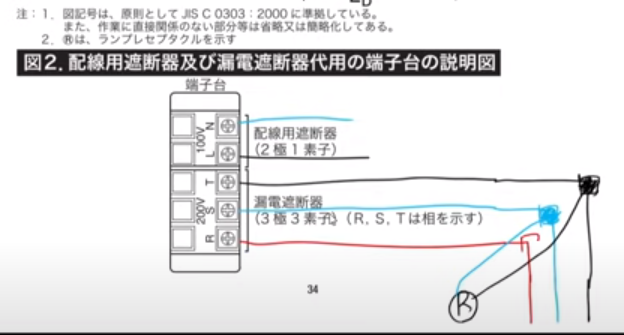 注：1．図記号は、原則として JIS C 0303：2000 に準拠している。
また、作業に直接関係のない部分等は省略又は簡略化してある。
2．Ⓡは、ランプレセプタクルを示す
図2．配線用遮断器及び漏電遮断器代用の端子台の説明図
端子台
100V
N
L
配線用遮断器
（2極1素子）
200V
T
S
R
漏電遮断器
（3極3素子）（R，S，Tは相を示す）
R
34